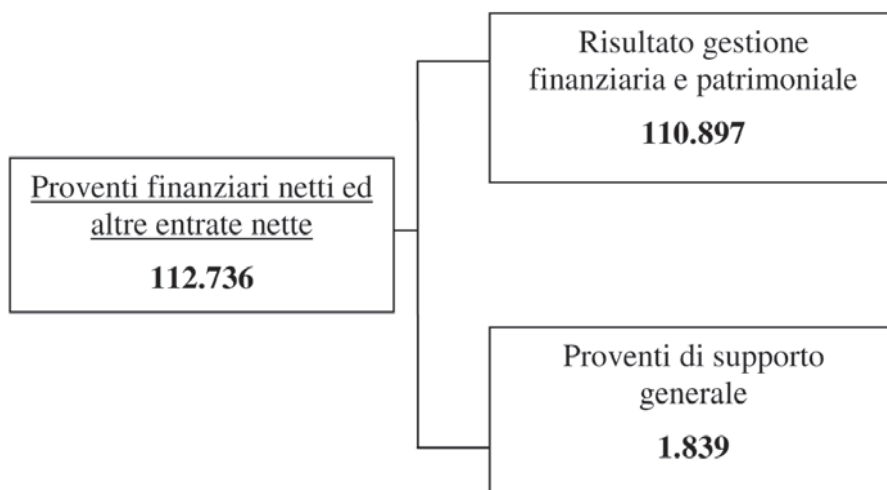 Risultato gestione
finanziaria e patrimoniale
110.897
Proventi finanziari netti ed
altre entrate nette
112.736
Proventi di supporto
generale
1.839